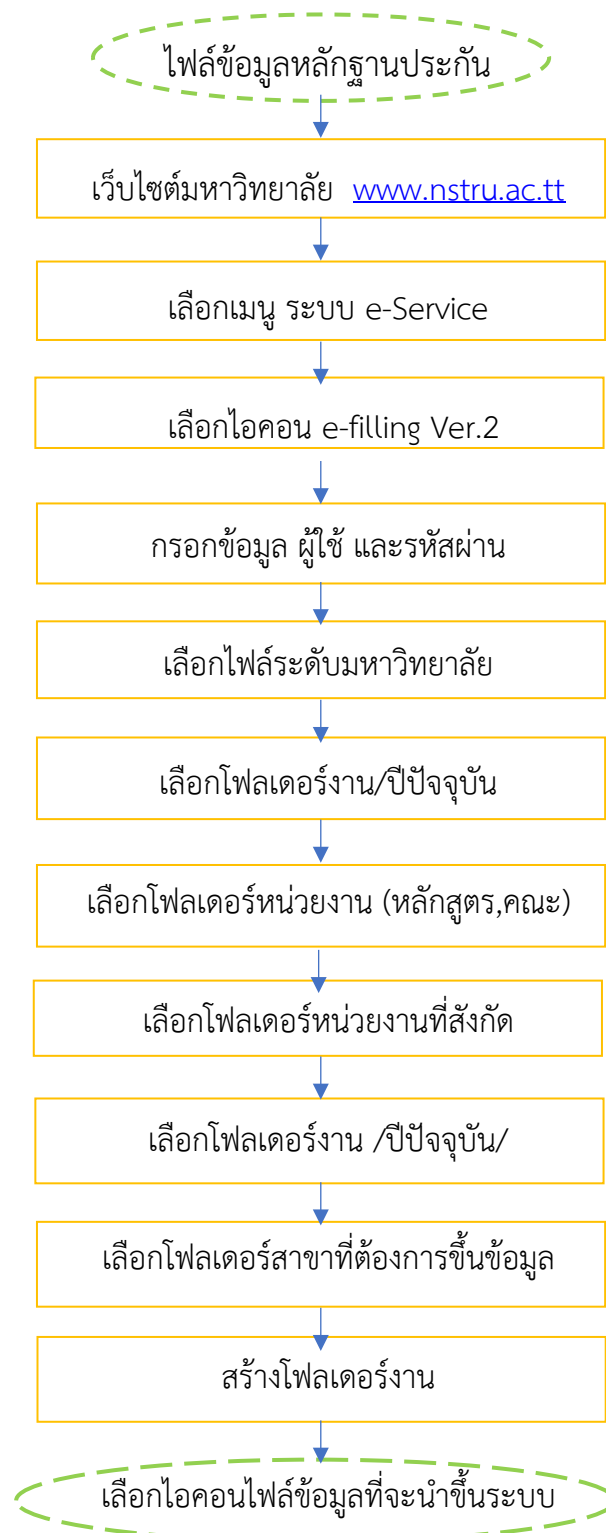 ไฟล์ข้อมูลหลักฐานประกัน
เว็บไซต์มหาวิทยาลัย www.nstru.ac.tt
เลือกเมนู ระบบ e-Service
เลือกไอคอน e-filling Ver.2
กรอกข้อมูล ผู้ใช้ และรหัสผ่าน
เลือกไฟล์ระดับมหาวิทยาลัย
เลือกโฟลเดอร์งาน/ปีปัจจุบัน
เลือกโฟลเดอร์หน่วยงาน (หลักสูตร,คณะ)
เลือกโฟลเดอร์หน่วยงานที่สังกัด
เลือกโฟลเดอร์งาน /ปีปัจจุบัน/
เลือกโฟลเดอร์สาขาที่ต้องการขึ้นข้อมูล
สร้างโฟลเดอร์งาน
เลือกไอคอนไฟล์ข้อมูลที่จะนำขึ้นระบบ